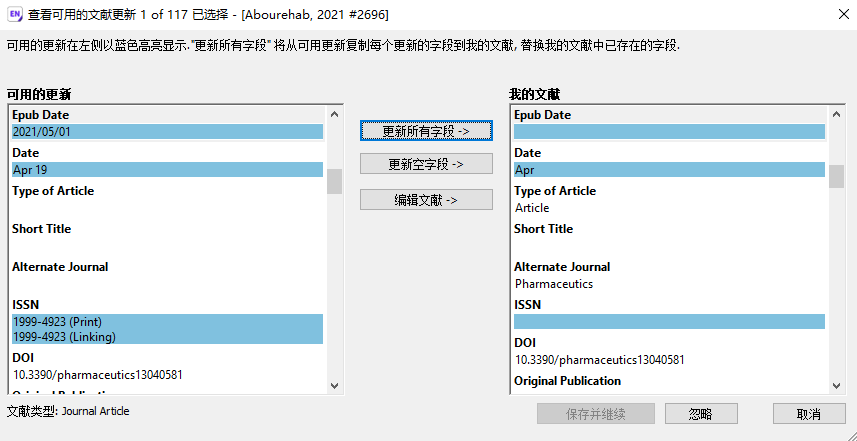 EN 查看可用的文献更新 1 of 117 已选择 - [Abourehab, 2021 #2696]
可用的更新在左侧以蓝色高亮显示."更新所有字段" 将从可用更新复制每个更新的字段到我的文献, 替换我的文献中已存在的字段.
可用的更新
Epub Date
2021/05/01
Date
Apr 19
Type of Article
Short Title
Alternate Journal
ISSN
1999-4923 (Print)
1999-4923 (Linking)
DOI
10.3390/pharmaceutics13040581
更新所有字段 ->
更新空字段 ->
编辑文献 ->
我的文献
Epub Date
Date
Apr
Type of Article
Article
Short Title
Alternate Journal
Pharmaceutics
ISSN
DOI
10.3390/pharmaceutics13040581
Original Publication
文献类型: Journal Article
保存并继续
忽略
取消